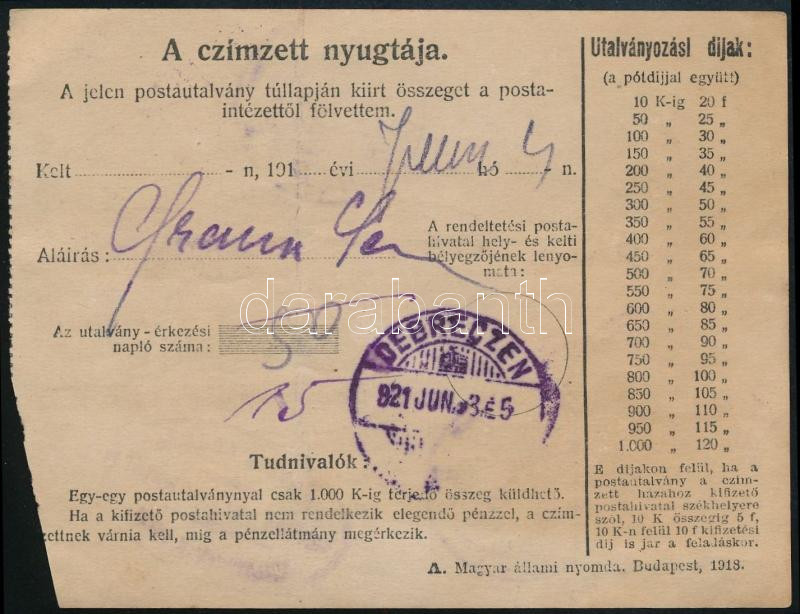 A czímzett nyugtája.
A jelen postautalvány túllapján kiirt összeget a posta-
intézettől fölvettem.
Kelt - n, 191 évi hó 4 - n.
Aláirás :
A rendeltetési posta-
hivatal hely- és kelti
bélyegzőjének lenyo-
mata :
Az utalvány - érkezési
napló száma : 50
15
DEBRECZEN
921 JUN. 3. E 5
darabanth
Tudnivalók :
Egy-egy postautalványnyal csak 1.000 K-ig terjedő összeg küldhető.
Ha a kifizető postahivatal nem rendelkezik elegendő pénzzel, a czím-
zettnek várnia kell, mig a pénzellátmány megérkezik.
Utalványozási dijak :
(a pótdijjal együtt)
10 K-ig 20 f
50 „ 25 „
100 „ 30 „
150 „ 35 „
200 „ 40 „
250 „ 45 „
300 „ 50 „
350 „ 55 „
400 „ 60 „
450 „ 65 „
500 „ 70 „
550 „ 75 „
600 „ 80 „
650 „ 85 „
700 „ 90 „
750 „ 95 „
800 „ 100 „
850 „ 105 „
900 „ 110 „
950 „ 115 „
1.000 „ 120 „
E dijakon felül, ha a
postautalvány a czim-
zett házához kifizető
postahivatal székhelyere
szól, 10 K összegig 5 f,
10 K-n felül 10 f kifizetési
dij is jar a feladáskor.
A. Magyar állami nyomda. Budapest, 1918.